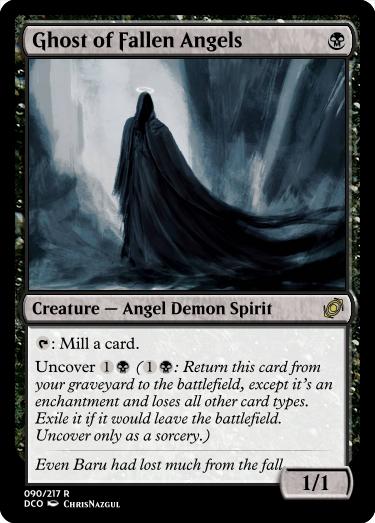 Ghost of Fallen Angels
Creature — Angel Demon Spirit
: Mill a card.
Uncover 1 ( 1 : Return this card from
your graveyard to the battlefield, except it's an
enchantment and loses all other card types.
Exile it if it would leave the battlefield.
Uncover only as a sorcery.)
Even Baru had lost much from the fall
1/1
090/217 R
DCO ChrisNazgul